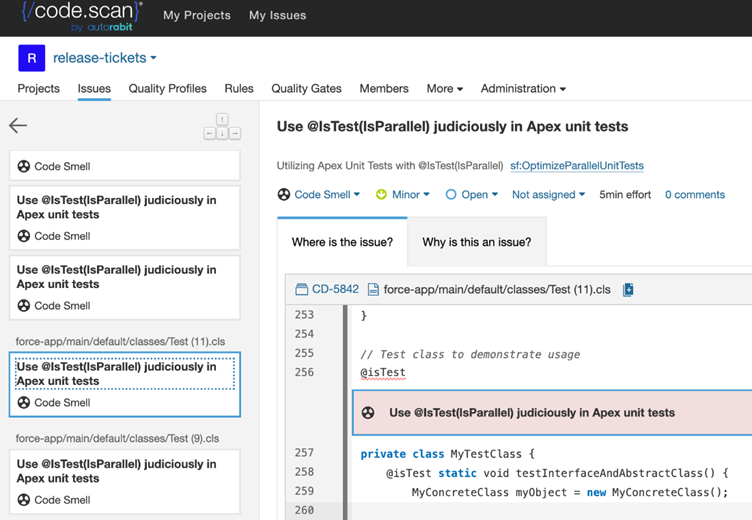 {/code.scan}
by autorabit
My Projects My Issues
R release-tickets
Projects Issues Quality Profiles Rules Quality Gates Members More Administration
Code Smell
Use @IsTest(IsParallel) judiciously in
Apex unit tests
Code Smell
Use @IsTest(IsParallel) judiciously in
Apex unit tests
Code Smell
force-app/main/default/classes/Test (11).cls
Use @IsTest(IsParallel) judiciously in
Apex unit tests
Code Smell
force-app/main/default/classes/Test (9).cls
Use @IsTest(IsParallel) judiciously in
Apex unit tests
Code Smell
Use @IsTest(IsParallel) judiciously in Apex unit tests
Utilizing Apex Unit Tests with @IsTest(IsParallel) sf:OptimizeParallelUnitTests
Code Smell Minor Open Not assigned 5min effort 0 comments
Where is the issue? Why is this an issue?
CD-5842 force-app/main/default/classes/Test (11).cls
253 }
254
255 // Test class to demonstrate usage
256 @isTest
Use @IsTest(IsParallel) judiciously in Apex unit tests
257 private class MyTestClass {
258 @isTest static void testInterfaceAndAbstractClass() {
259 MyConcreteClass myObject = new MyConcreteClass();
260